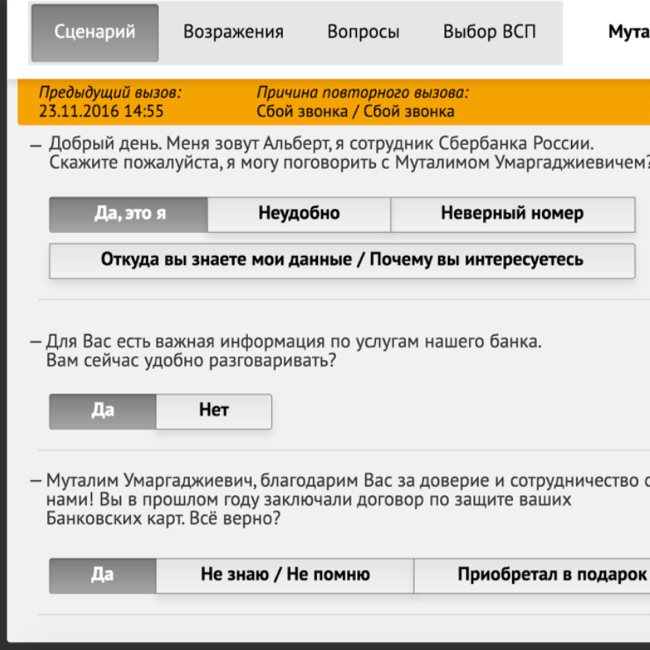 Сценарий Возражения Вопросы Выбор ВСП Мута
Предыдущий вызов: Причина повторного вызова:
23.11.2016 14:55 Сбой звонка / Сбой звонка
— Добрый день. Меня зовут Альберт, я сотрудник Сбербанка России.
Скажите пожалуйста, я могу поговорить с Муталимом Умаргаджиевичем?
Да, это я Неудобно Неверный номер
Откуда вы знаете мои данные / Почему вы интересуетесь
— Для Вас есть важная информация по услугам нашего банка.
Вам сейчас удобно разговаривать?
Да Нет
— Муталим Умаргаджиевич, благодарим Вас за доверие и сотрудничество с
нами! Вы в прошлом году заключали договор по защите ваших
Банковских карт. Всё верно?
Да Не знаю / Не помню Приобретал в подарок